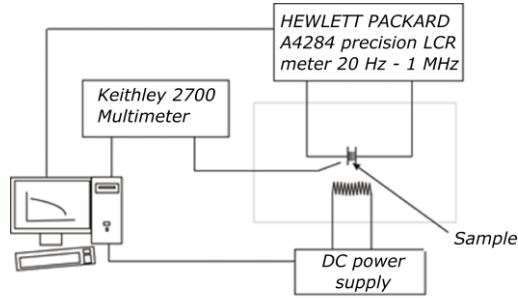 HEWLETT PACKARD
A4284 precision LCR
meter 20 Hz - 1 MHz
Keithley 2700
Multimeter
Sample
DC power
supply